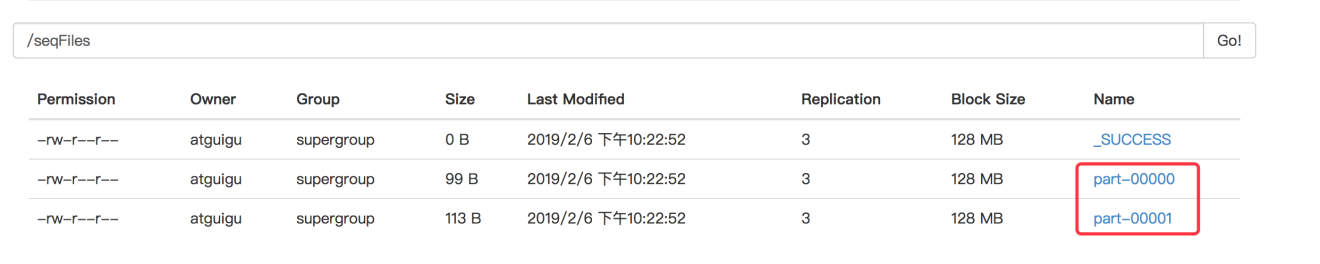 /seqFiles Go!
Permission Owner Group Size Last Modified Replication Block Size Name
-rw-r--r-- atguigu supergroup 0 B 2019/2/6 下午10:22:52 3 128 MB _SUCCESS
-rw-r--r-- atguigu supergroup 99 B 2019/2/6 下午10:22:52 3 128 MB part-00000
-rw-r--r-- atguigu supergroup 113 B 2019/2/6 下午10:22:52 3 128 MB part-00001